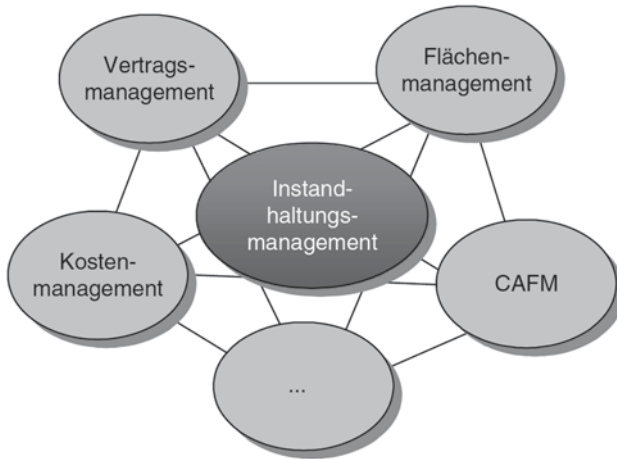 Vertrags-
management
Flächen-
management
Instand-
haltungs-
management
Kosten-
management
CAFM
...